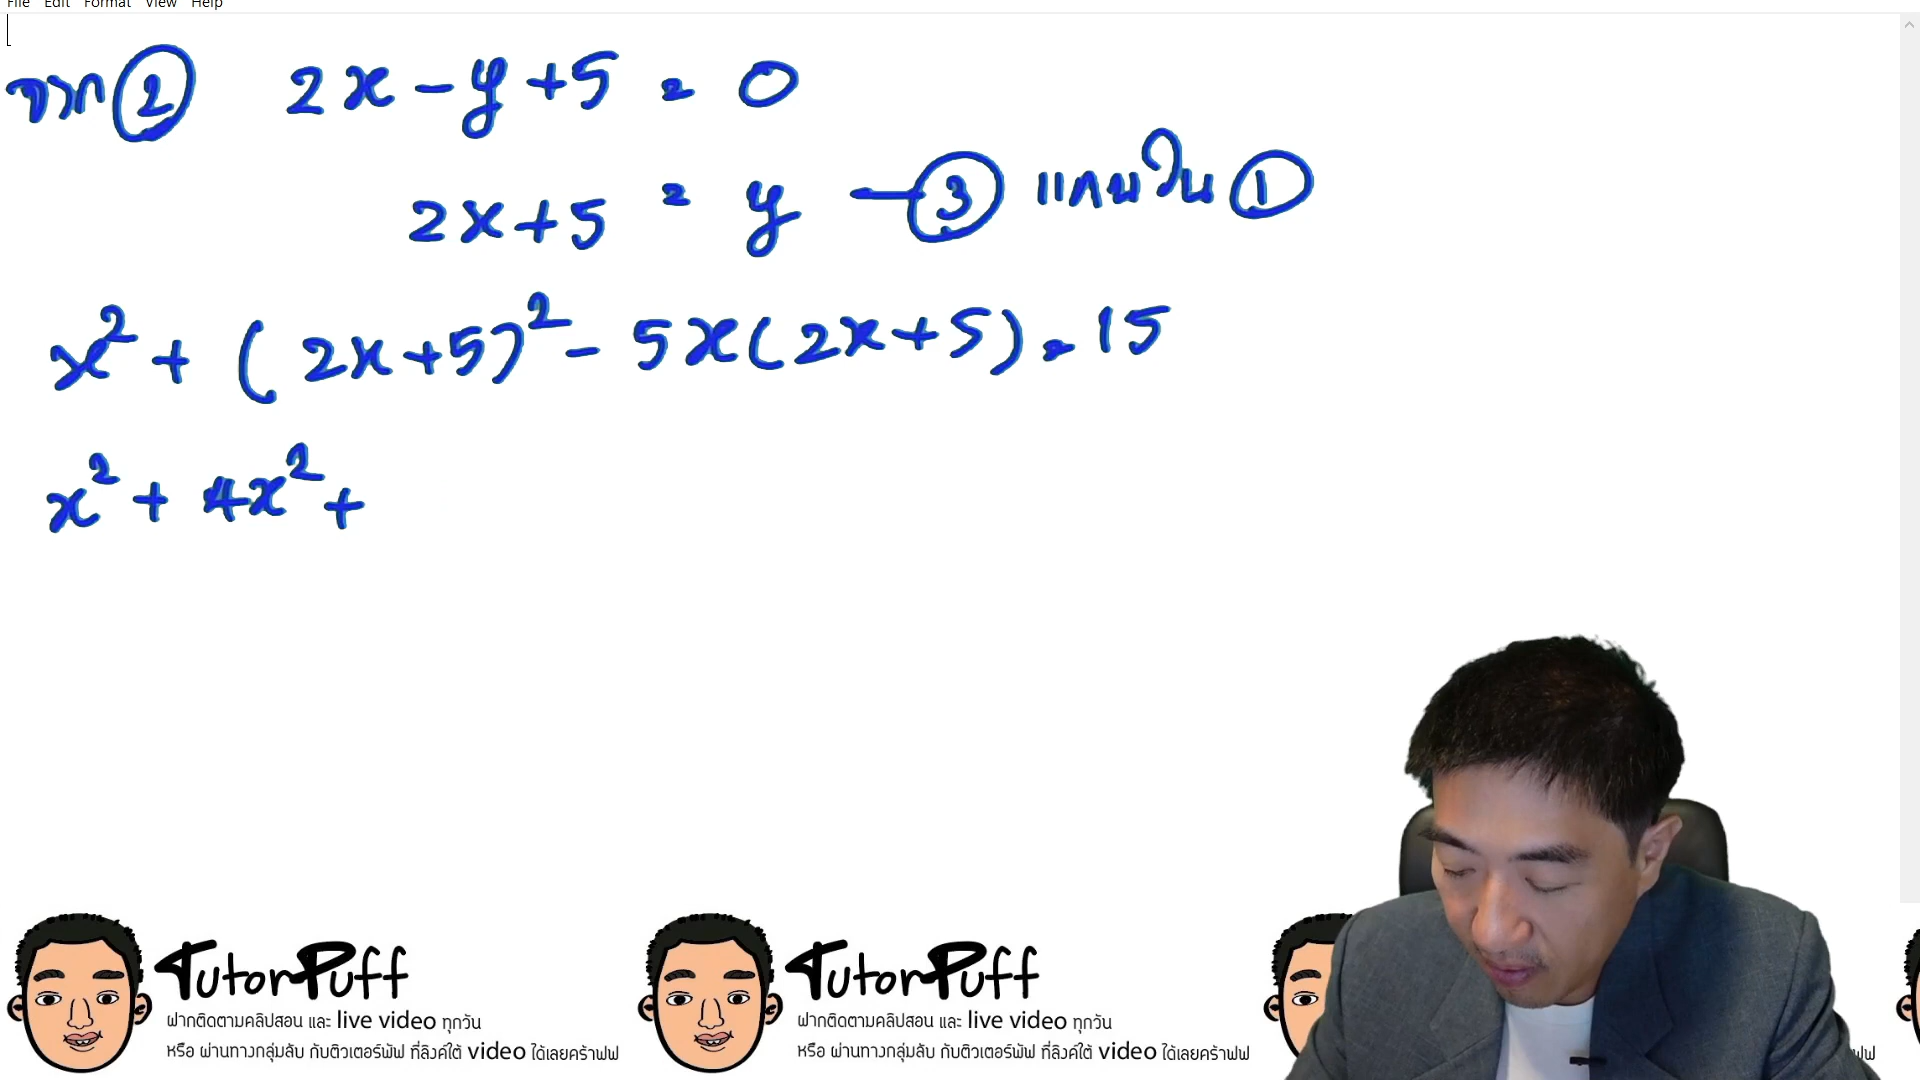 File Edit Format View Help
จาก ② 2x - y + 5 = 0
2x + 5 = y — ③ แทนใน ①
x² + (2x + 5)² - 5x(2x + 5) = 15
x² + 4x² +
TutorPuff
ฝากติดตามคลิปสอน และ live video ทุกวัน
หรือ ผ่านทางกลุ่มลับ กับติวเตอร์พัฟ ที่ลิงค์ใต้ video ได้เลยคร้าฟฟ
TutorPuff
ฝากติดตามคลิปสอน และ live video ทุกวัน
หรือ ผ่านทางกลุ่มลับ กับติวเตอร์พัฟ ที่ลิงค์ใต้ video ได้เลยคร้าฟฟ